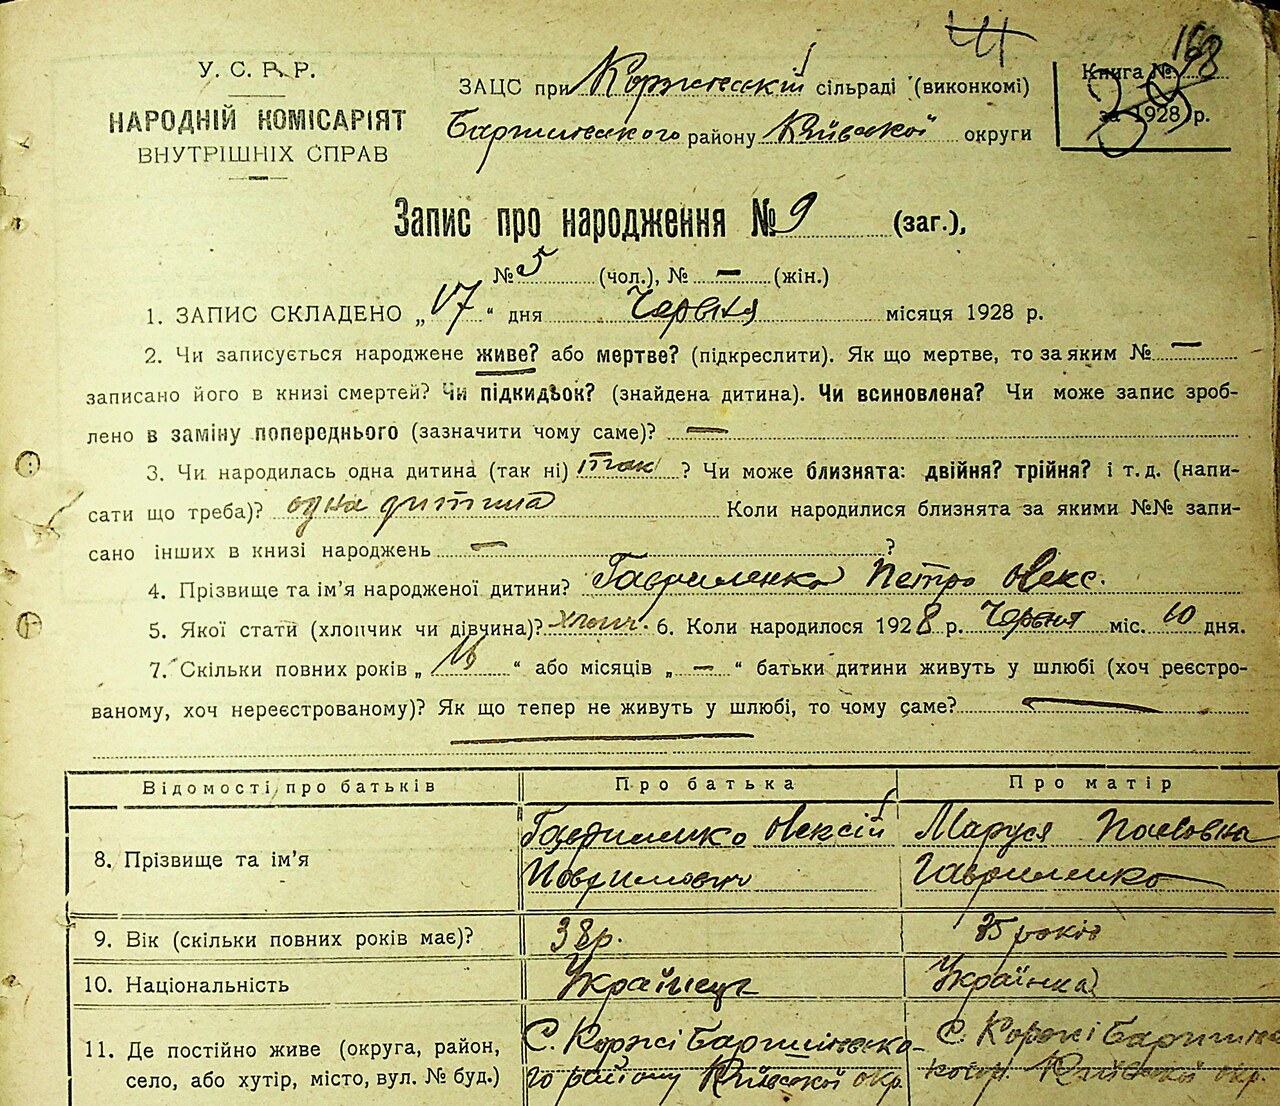 У. С. Р. Р.
НАРОДНІЙ КОМІСАРІЯТ
ВНУТРІШНІХ СПРАВ
ЗАЦС при Коржівській сільраді (виконкомі)
Баришівського району Київської округи
Книга №
за 1928 р.
Запис про народження № 9 (заг.),
№ 5 (чол.), № — (жін.)
1. ЗАПИС СКЛАДЕНО „17“ дня Червня місяця 1928 р.
2. Чи записується народжене живе? або мертве? (підкреслити). Як що мертве, то за яким № —
записано його в книзі смертей? Чи підкидьок? (знайдена дитина). Чи всиновлена? Чи може запис зроб-
лено в заміну попереднього (зазначити чому саме)? —
3. Чи народилась одна дитина (так ні) так ? Чи може близнята: двійня? трійня? і т. д. (напи-
сати що треба)? одна дитина Коли народилися близнята за якими №№ запи-
сано інших в книзі народжень — ?
4. Прізвище та ім’я народженої дитини? Гавриленко Петро Олекс.
5. Якої стати (хлопчик чи дівчина)? хлопч. 6. Коли народилося 1928 р. Червня міс. 10 дня.
7. Скільки повних років „16“ або місяців „—“ батьки дитини живуть у шлюбі (хоч реєстро-
ваному, хоч нереєстрованому)? Як що тепер не живуть у шлюбі, то чому саме? —
Відомості про батьків Про батька Про матір
8. Прізвище та ім’я Гавриленко Олексій Маруся Павловна
Гаврилович Гавриленко
9. Вік (скільки повних років має)? 38 р. 35 років
10. Національність Українець Українка
11. Де постійно живе (округа, район, С. Коржі Баришівсько- С. Коржі Баришівсь
село, або хутір, місто, вул. № буд.) го району Київської окр. Київської окр.